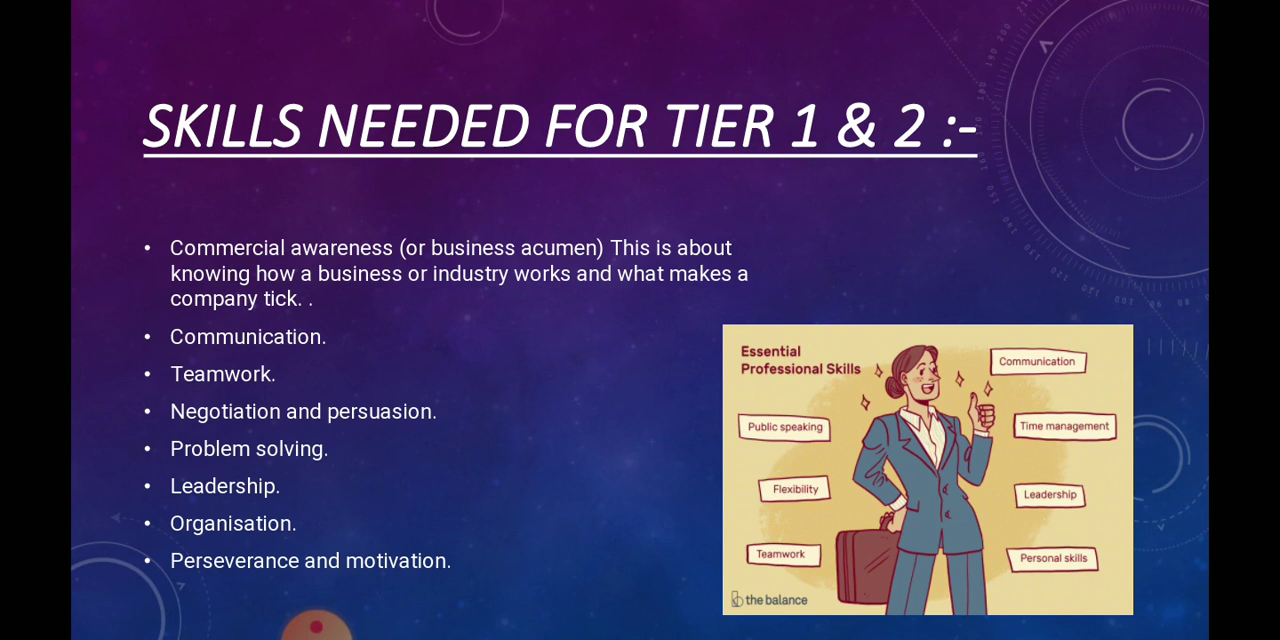 SKILLS NEEDED FOR TIER 1 & 2 :-
• Commercial awareness (or business acumen) This is about
knowing how a business or industry works and what makes a
company tick. .
• Communication.
• Teamwork.
• Negotiation and persuasion.
• Problem solving.
• Leadership.
• Organisation.
• Perseverance and motivation.
Essential
Professional Skills
Communication
Public speaking
Time management
Flexibility
Leadership
Teamwork
Personal skills
the balance